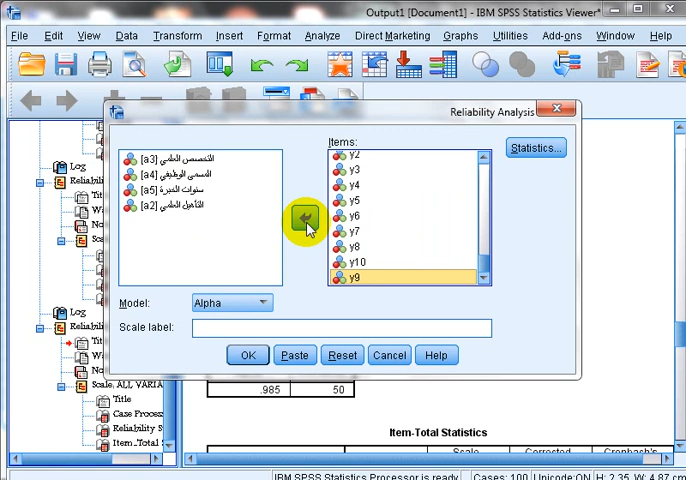 Output1 [Document1] - IBM SPSS Statistics Viewer*
File Edit View Data Transform Insert Format Analyze Direct Marketing Graphs Utilities Add-ons Window Help
Reliability Analysis
Items:
Statistics...
التخصص العلمي [a3]
المسمى الوظيفي [a4]
سنوات الخبرة [a5]
التأهيل العلمي [a2]
y2
y3
y4
y5
y6
y7
y8
y10
y9
Model: Alpha
Scale label:
OK Paste Reset Cancel Help
Log
Log
Scale, ALL VARIA
Title
Case Process
Reliability S
Item-Total S
.985 50
Item-Total Statistics
Scale Corrected Cronbach's
IBM SPSS Statistics Processor is ready Cases: 100 Unicode:ON H: 2.35, W: 4.87 cm